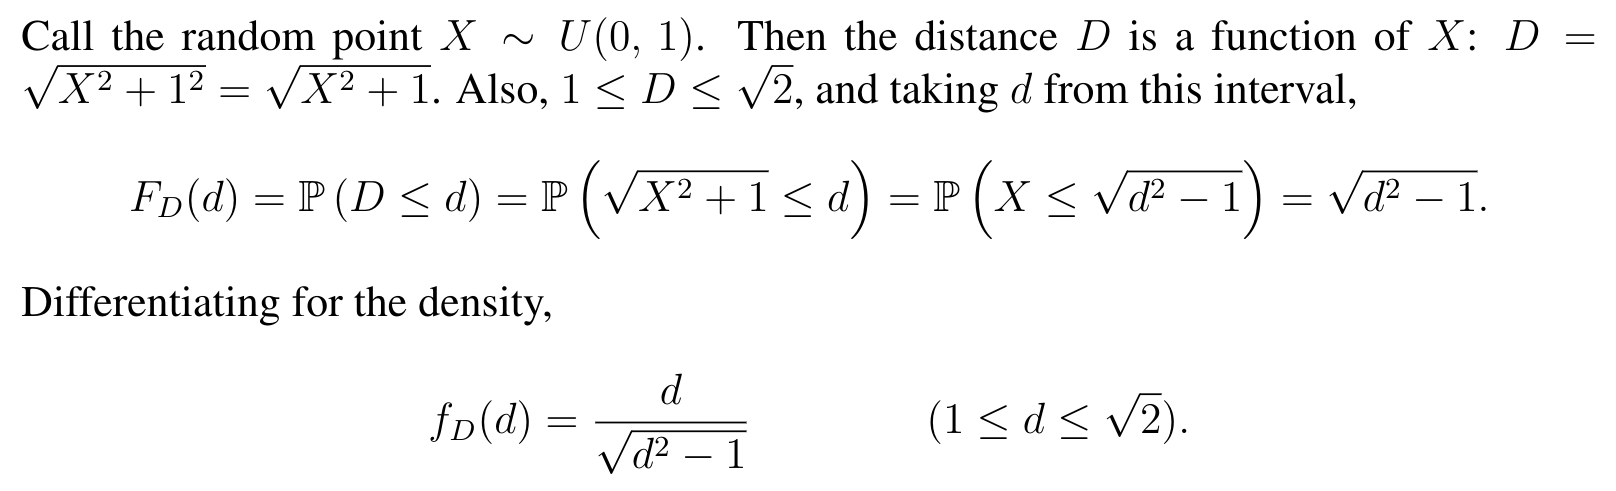 Call the random point X ∼ U(0, 1). Then the distance D is a function of X: D =
√(X² + 1²) = √(X² + 1). Also, 1 ≤ D ≤ √2, and taking d from this interval,
F_D(d) = ℙ (D ≤ d) = ℙ (√(X² + 1) ≤ d) = ℙ (X ≤ √(d² − 1)) = √(d² − 1).
Differentiating for the density,
f_D(d) = d / √(d² − 1) (1 ≤ d ≤ √2).